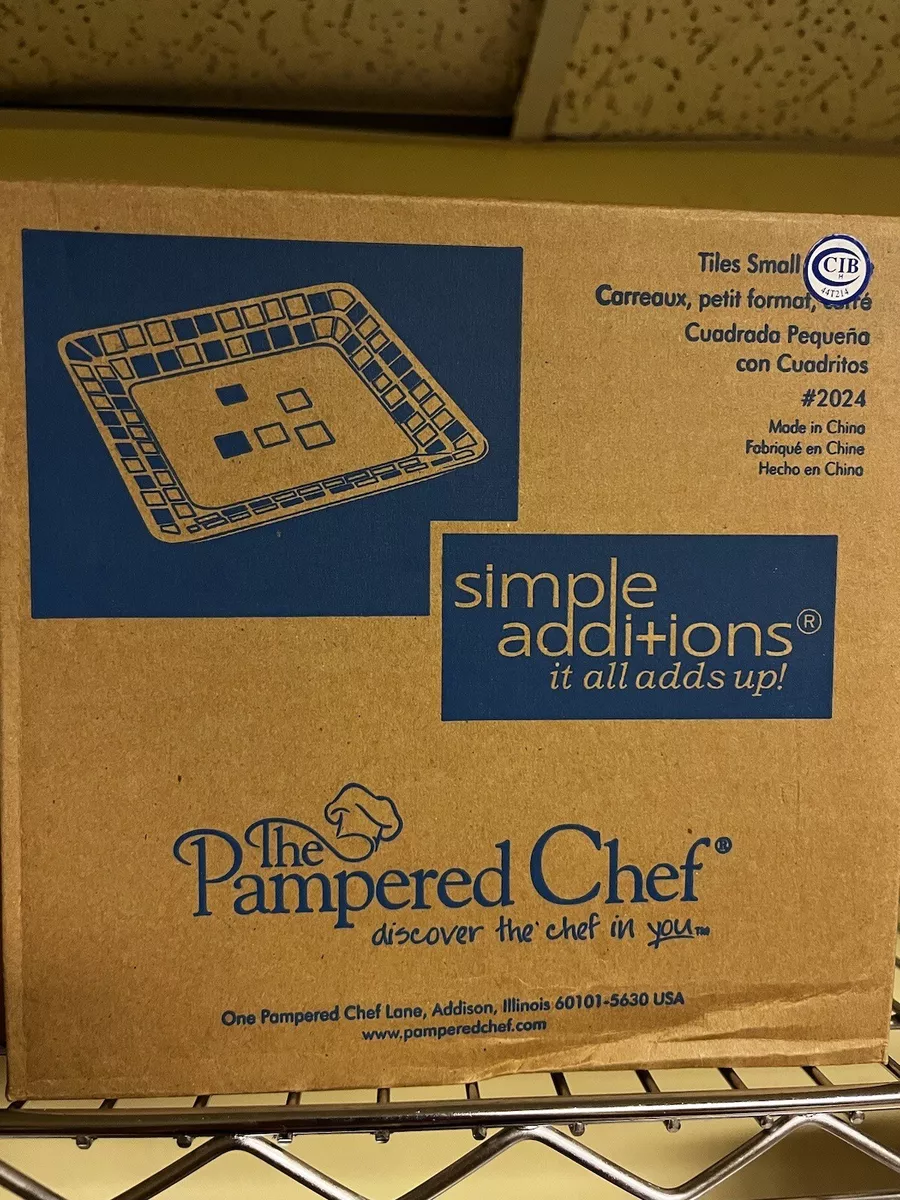 Tiles Small
CIB
H
44T214
Carreaux, petit format,
Cuadrada Pequeña
con Cuadritos
#2024
Made in China
Fabriqué en Chine
Hecho en China
simple
additions®
it all adds up!
The
Pampered Chef®
discover the chef in you™
One Pampered Chef Lane, Addison, Illinois 60101-5630 USA
www.pamperedchef.com